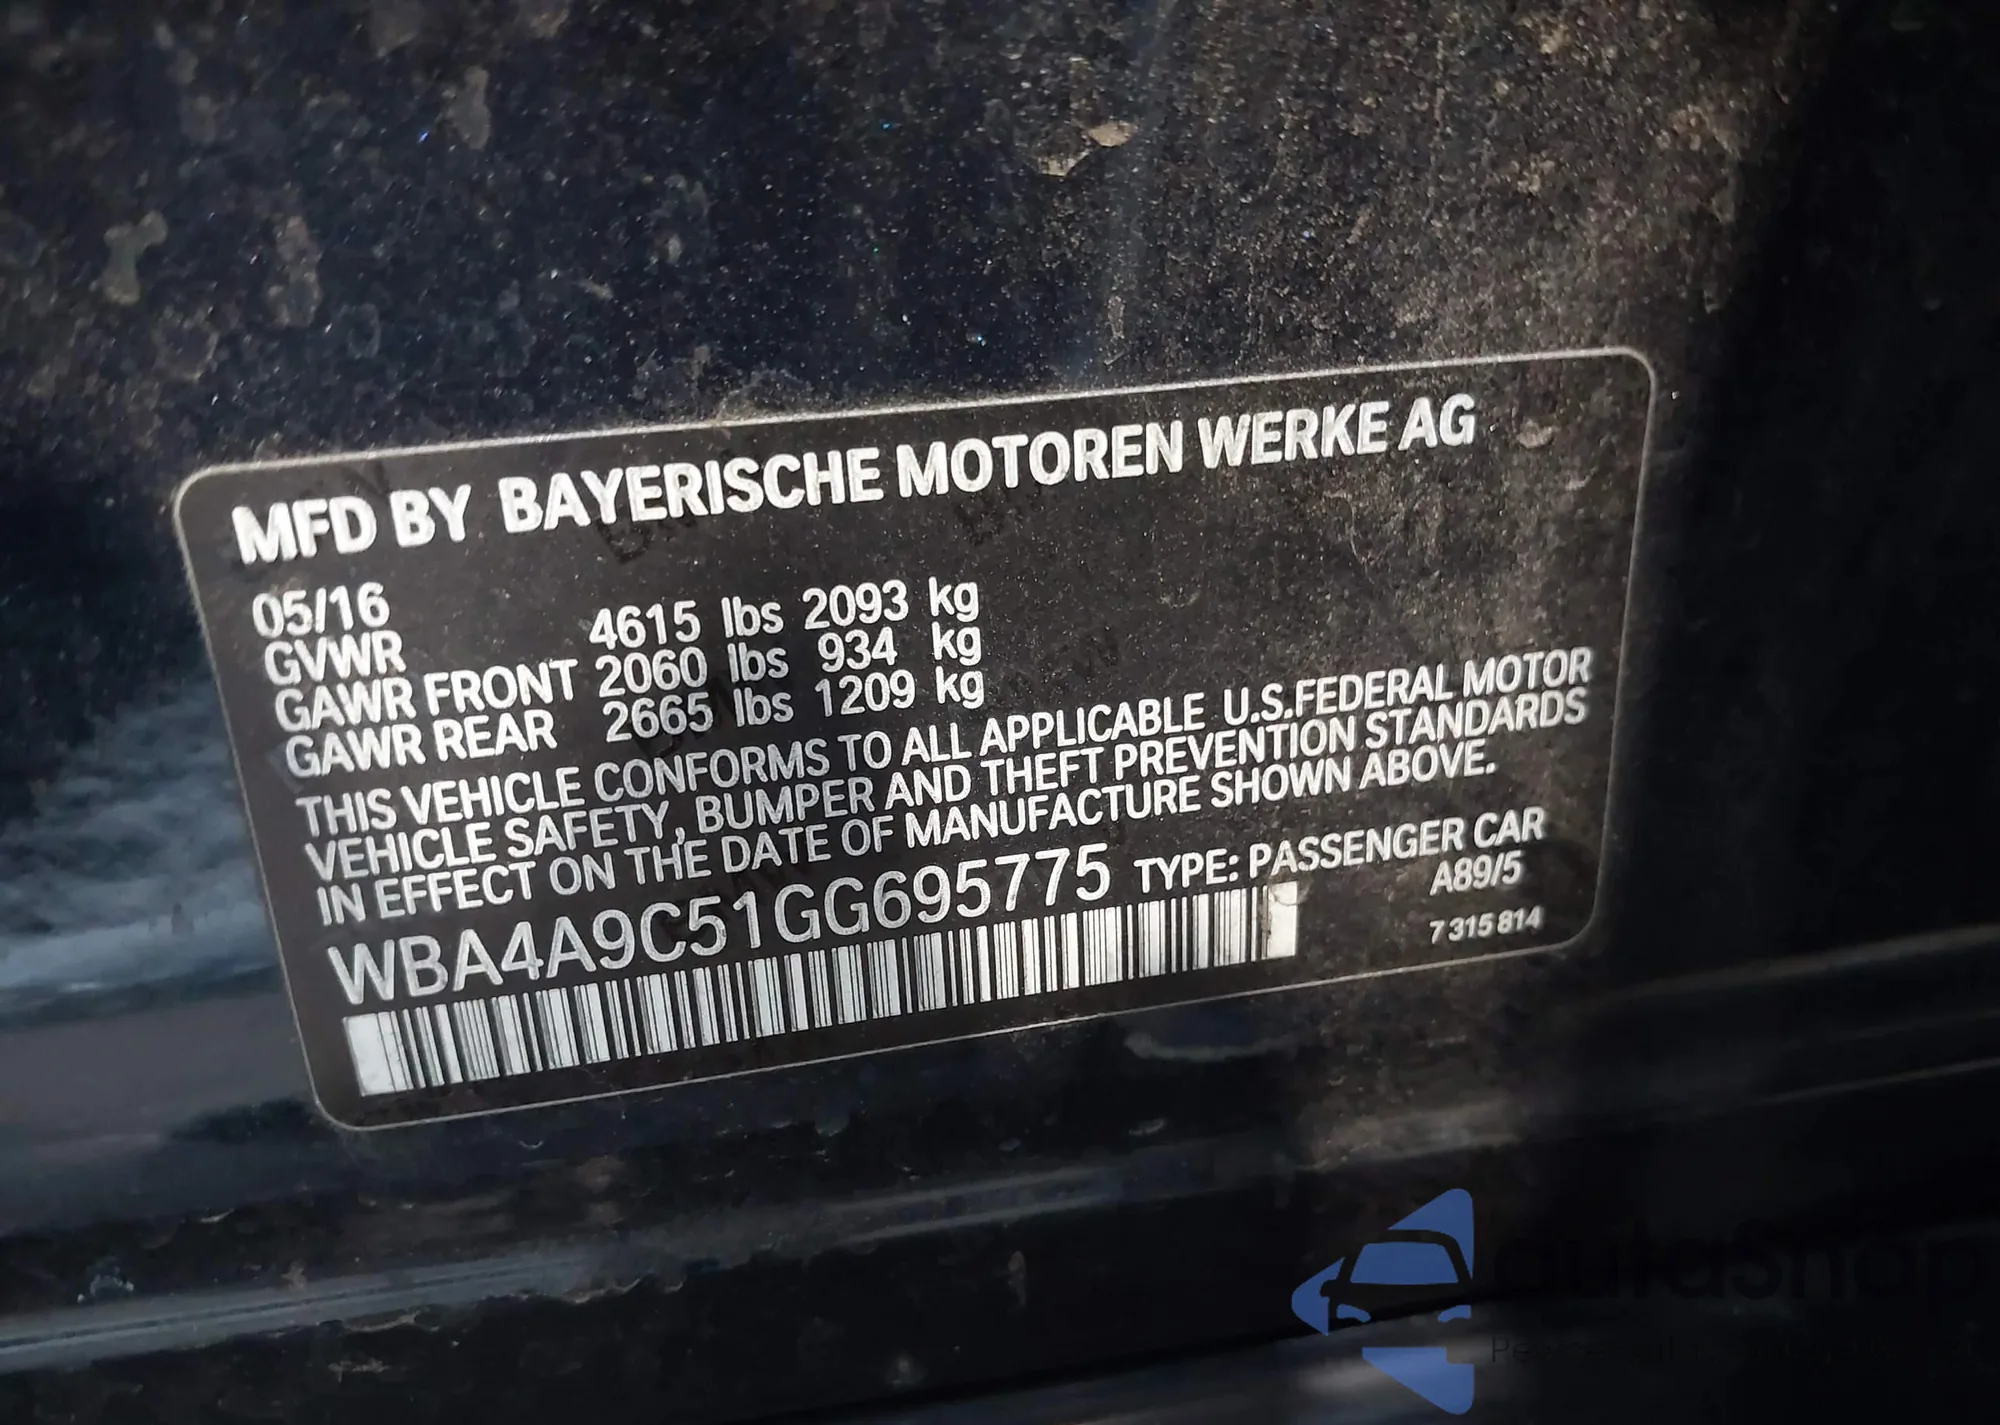 MFD BY BAYERISCHE MOTOREN WERKE AG
05/16
GVWR 4615 lbs 2093 kg
GAWR FRONT 2060 lbs 934 kg
GAWR REAR 2665 lbs 1209 kg
THIS VEHICLE CONFORMS TO ALL APPLICABLE U.S.FEDERAL MOTOR
VEHICLE SAFETY, BUMPER AND THEFT PREVENTION STANDARDS
IN EFFECT ON THE DATE OF MANUFACTURE SHOWN ABOVE.
WBA4A9C51GG695775 TYPE: PASSENGER CAR
A89/5
7 315 814
autashop